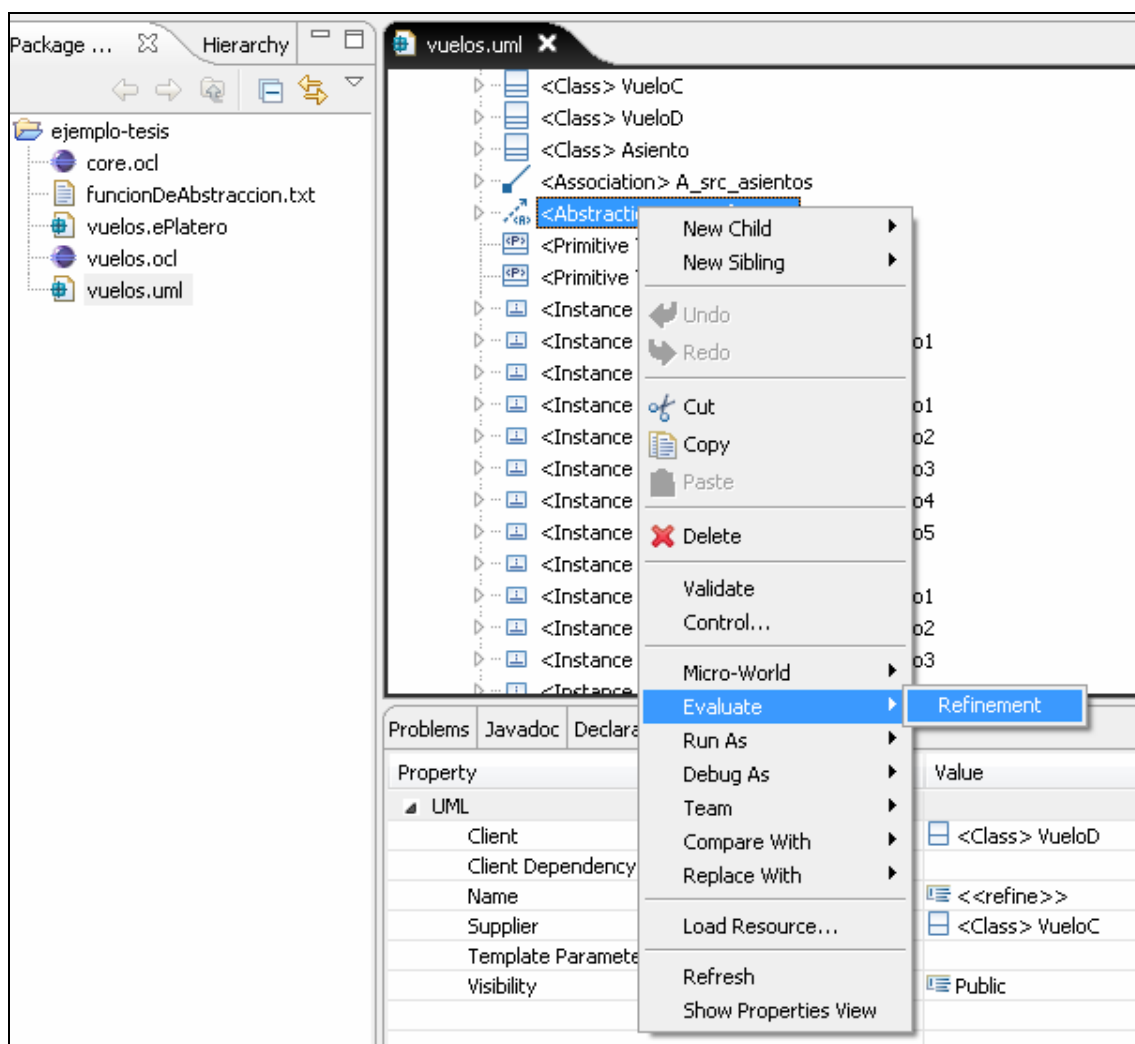 Package ...
Hierarchy
ejemplo-tesis
core.ocl
funcionDeAbstraccion.txt
vuelos.ePlatero
vuelos.ocl
vuelos.uml
vuelos.uml
<Class> VueloC
<Class> VueloD
<Class> Asiento
<Association> A_src_asientos
<Abstracti
<Primitive
<Primitive
<Instance
<Instance o1
<Instance
<Instance o1
<Instance o2
<Instance o3
<Instance o4
<Instance o5
<Instance
<Instance o1
<Instance o2
<Instance o3
<Instance
New Child
New Sibling
Undo
Redo
Cut
Copy
Paste
Delete
Validate
Control...
Micro-World
Evaluate
Refinement
Run As
Debug As
Team
Compare With
Replace With
Load Resource...
Refresh
Show Properties View
Problems Javadoc Declara
Property Value
UML
Client <Class> VueloD
Client Dependency
Name <<refine>>
Supplier <Class> VueloC
Template Paramete
Visibility Public